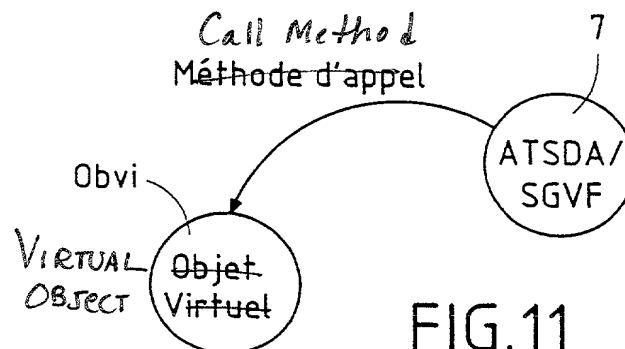 Call Method
Méthode d'appel
7
ATSDA/
SGVF
Obvi
VIRTUAL
OBJECT
Objet
Virtuel
FIG.11